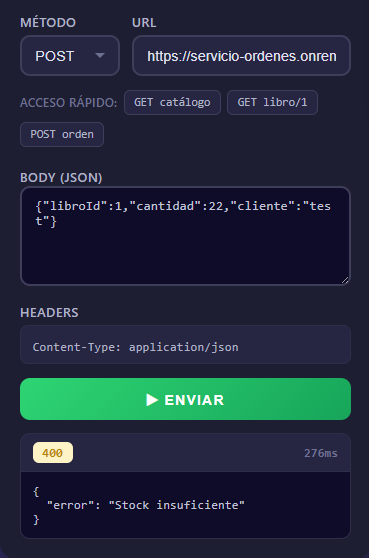 MÉTODO URL
POST https://servicio-ordenes.onren
ACCESO RÁPIDO: GET catálogo GET libro/1
POST orden
BODY (JSON)
{"libroId":1,"cantidad":22,"cliente":"tes
t"}
HEADERS
Content-Type: application/json
▶ ENVIAR
400 276ms
{
"error": "Stock insuficiente"
}